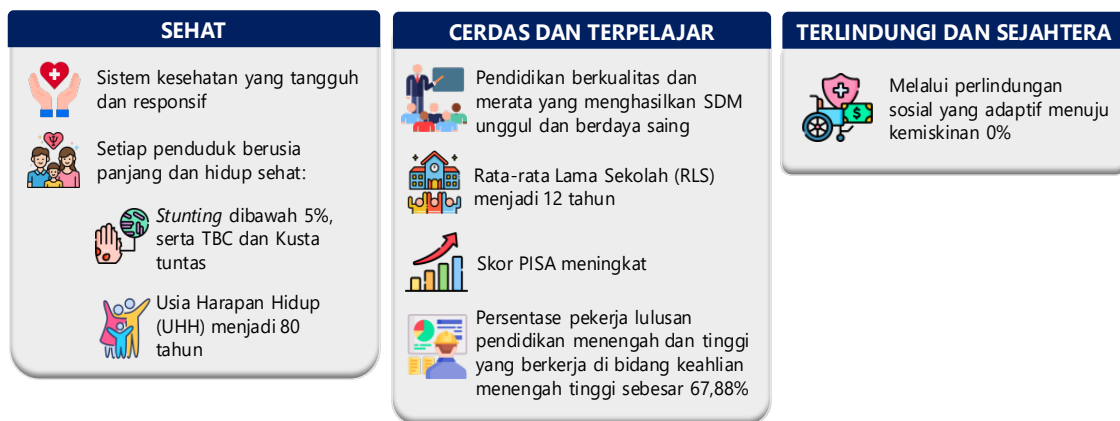 SEHAT
Sistem kesehatan yang tangguh
dan responsif
Setiap penduduk berusia
panjang dan hidup sehat:
Stunting dibawah 5%,
serta TBC dan Kusta
tuntas
Usia Harapan Hidup
(UHH) menjadi 80
tahun
CERDAS DAN TERPELAJAR
Pendidikan berkualitas dan
merata yang menghasilkan SDM
unggul dan berdaya saing
Rata-rata Lama Sekolah (RLS)
menjadi 12 tahun
Skor PISA meningkat
Persentase pekerja lulusan
pendidikan menengah dan tinggi
yang berkerja di bidang keahlian
menengah tinggi sebesar 67,88%
TERLINDUNGI DAN SEJAHTERA
Melalui perlindungan
sosial yang adaptif menuju
kemiskinan 0%